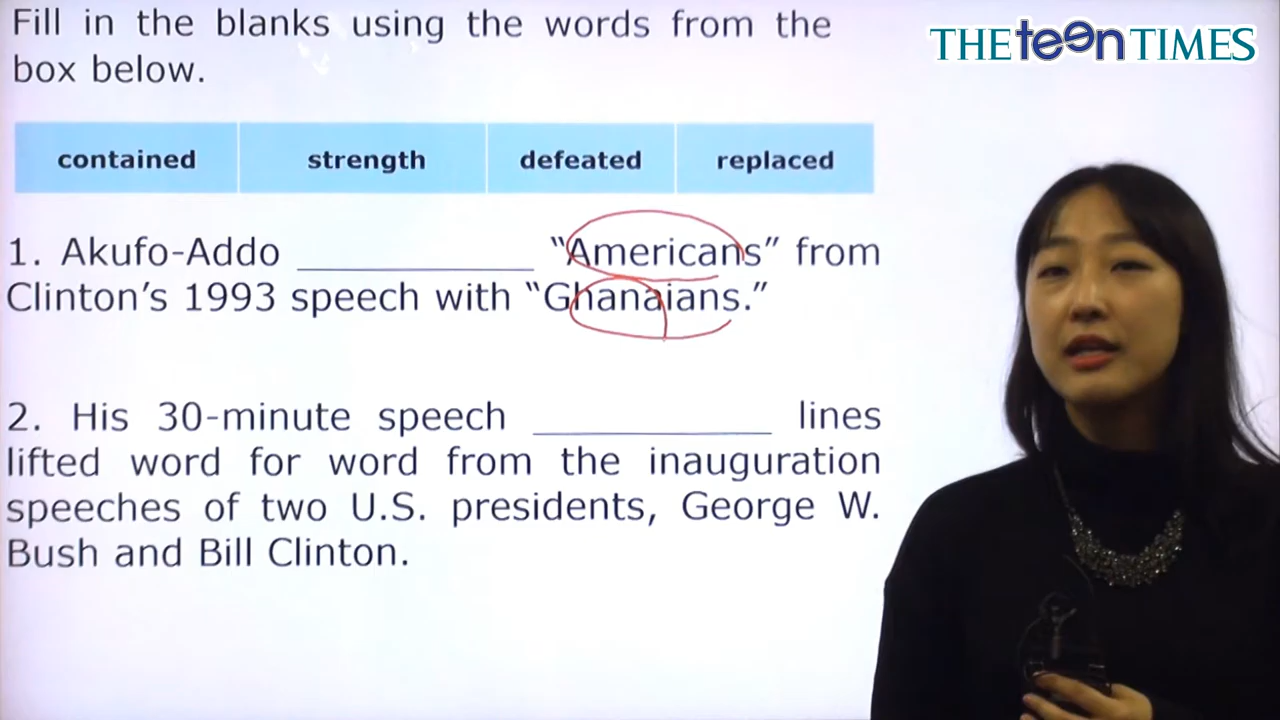 Fill in the blanks using the words from the
THE teen TIMES
box below.
contained strength defeated replaced
1. Akufo-Addo ______________ “Americans” from
Clinton’s 1993 speech with “Ghanaians.”
2. His 30-minute speech ______________ lines
lifted word for word from the inauguration
speeches of two U.S. presidents, George W.
Bush and Bill Clinton.